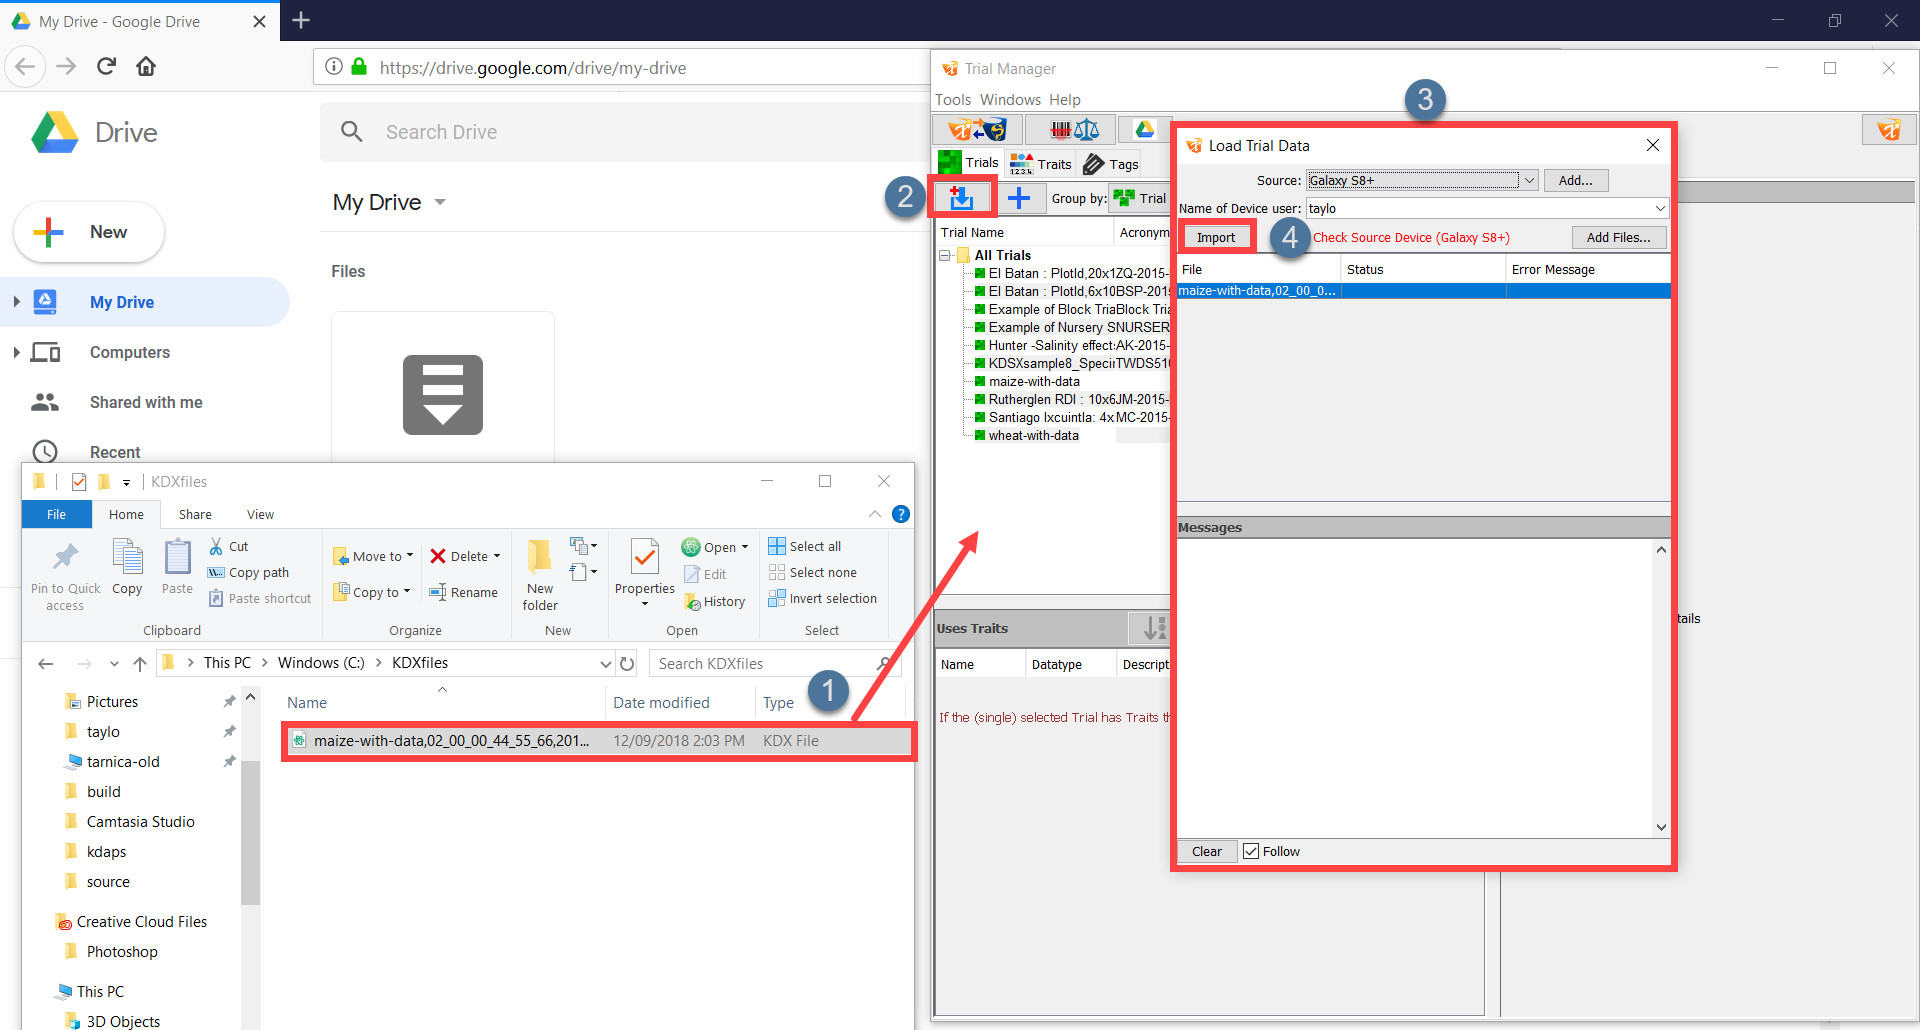 My Drive - Google Drive
https://drive.google.com/drive/my-drive
Drive
Search Drive
My Drive
New
Files
My Drive
Computers
Shared with me
Recent
KDXfiles
File Home Share View
Pin to Quick access
Copy
Paste
Cut
Copy path
Paste shortcut
Clipboard
Move to
Copy to
Delete
Rename
Organize
New folder
New
Properties
Open
Edit
History
Open
Select all
Select none
Invert selection
Select
This PC Windows (C:) KDXfiles
Search KDXfiles
Pictures
taylo
tarnica-old
build
Camtasia Studio
kdaps
source
Creative Cloud Files
Photoshop
This PC
3D Objects
Name Date modified Type
1
maize-with-data,02_00_00_44_55_66,201... 12/09/2018 2:03 PM KDX File
Trial Manager
Tools Windows Help
Trials Traits Tags
2
Group by: Trial
Trial Name Acronym
All Trials
El Batan : PlotId,20x1ZQ-2015-
El Batan : PlotId,6x10BSP-2015
Example of Block TriaBlock Tria
Example of Nursery SNURSER
Hunter -Salinity effect:AK-2015-
KDSXsample8_SpecirTWDS510
maize-with-data
Rutherglen RDI : 10x6JM-2015-
Santiago Ixcuintla: 4xMC-2015-
wheat-with-data
Uses Traits
Name Datatype Descript
If the (single) selected Trial has Traits th
tails
3
Load Trial Data
Source: Galaxy S8+ Add...
Name of Device user: taylo
Import 4 Check Source Device (Galaxy S8+) Add Files...
File Status Error Message
maize-with-data,02_00_0...
Messages
Clear Follow